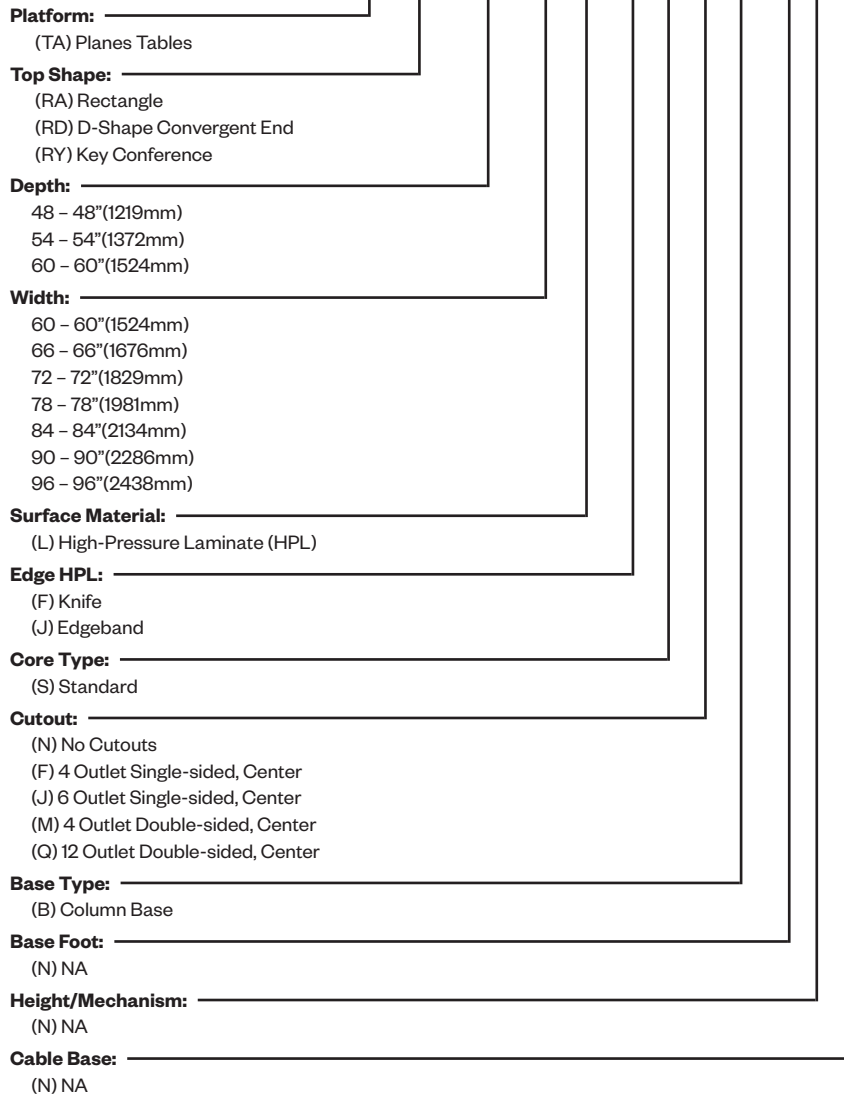 Platform:
(TA) Planes Tables
Top Shape:
(RA) Rectangle
(RD) D-Shape Convergent End
(RY) Key Conference
Depth:
48 – 48”(1219mm)
54 – 54”(1372mm)
60 – 60”(1524mm)
Width:
60 – 60”(1524mm)
66 – 66”(1676mm)
72 – 72”(1829mm)
78 – 78”(1981mm)
84 – 84”(2134mm)
90 – 90”(2286mm)
96 – 96”(2438mm)
Surface Material:
(L) High-Pressure Laminate (HPL)
Edge HPL:
(F) Knife
(J) Edgeband
Core Type:
(S) Standard
Cutout:
(N) No Cutouts
(F) 4 Outlet Single-sided, Center
(J) 6 Outlet Single-sided, Center
(M) 4 Outlet Double-sided, Center
(Q) 12 Outlet Double-sided, Center
Base Type:
(B) Column Base
Base Foot:
(N) NA
Height/Mechanism:
(N) NA
Cable Base:
(N) NA